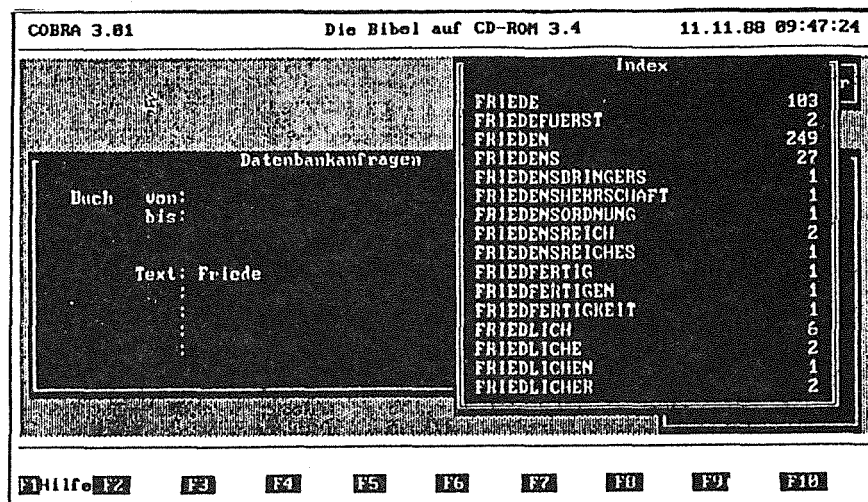 COBRA 3.01 Die Bibel auf CD-ROM 3.4 11.11.88 09:47:24
Index
r
FRIEDE 103
FRIEDEFUERST 2
FRIEDEN 249
FRIEDENS 27
FRIEDENSBRINGERS 1
FRIEDENSHERRSCHAFT 1
FRIEDENSORDNUNG 1
FRIEDENSREICH 2
FRIEDENSREICHES 1
FRIEDFERTIG 1
FRIEDFERTIGEN 1
FRIEDFERTIGKEIT 1
FRIEDLICH 6
FRIEDLICHE 2
FRIEDLICHEN 1
FRIEDLICHER 2
Datenbankanfragen
Buch von:
bis:
Text: Friede
:
:
:
:
F1Hilfe F2 F3 F4 F5 F6 F7 F8 F9 F10